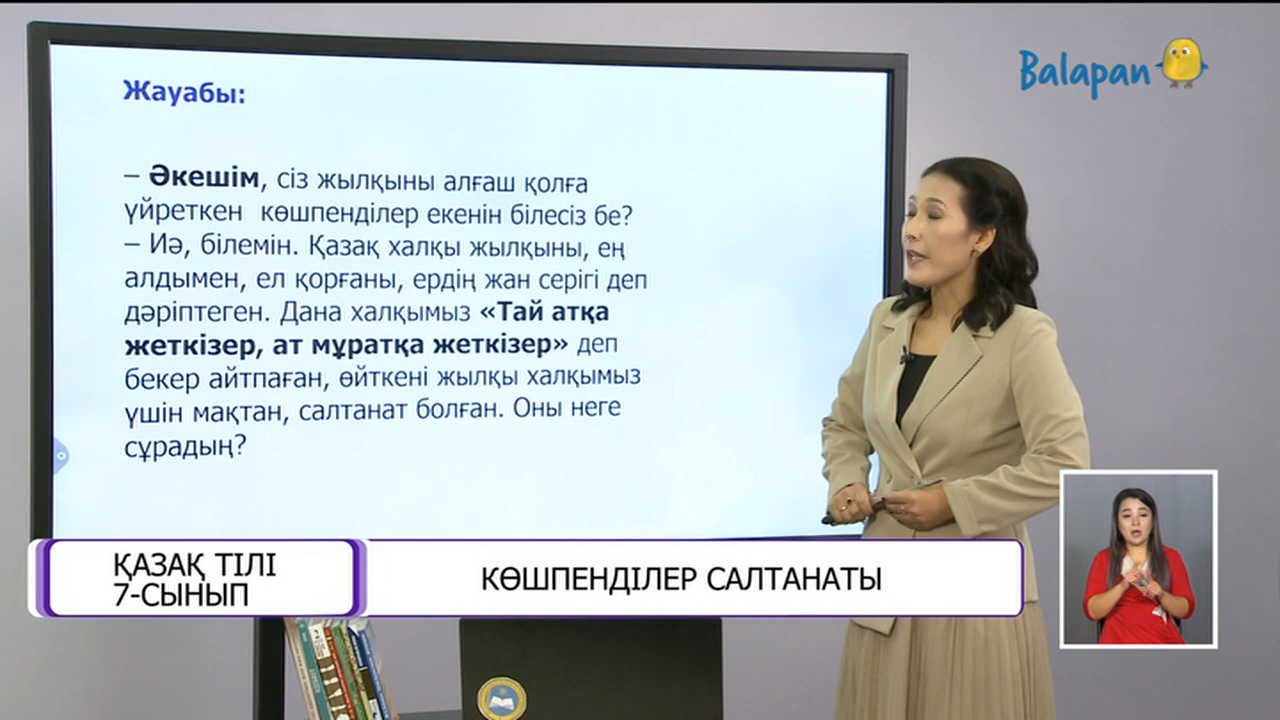 Balapan
Жауабы:
– Әкешім, сіз жылқыны алғаш қолға
үйреткен көшпенділер екенін білесіз бе?
– Иә, білемін. Қазақ халқы жылқыны, ең
алдымен, ел қорғаны, ердің жан серігі деп
дәріптеген. Дана халқымыз «Тай атқа
жеткізер, ат мұратқа жеткізер» деп
бекер айтпаған, өйткені жылқы халқымыз
үшін мақтан, салтанат болған. Оны неге
сұрадың?
ҚАЗАҚ ТІЛІ
7-СЫНЫП
КӨШПЕНДІЛЕР САЛТАНАТЫ